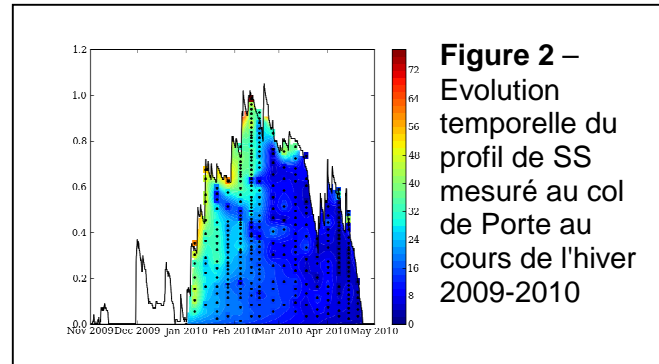 1.2
1.0
0.8
0.6
0.4
0.2
0.0
Nov 2009 Dec 2009 Jan 2010 Feb 2010 Mar 2010 Apr 2010 May 2010
72
64
56
48
40
32
24
16
8
0
Figure 2 –
Evolution
temporelle du
profil de SS
mesuré au col
de Porte au
cours de l'hiver
2009-2010